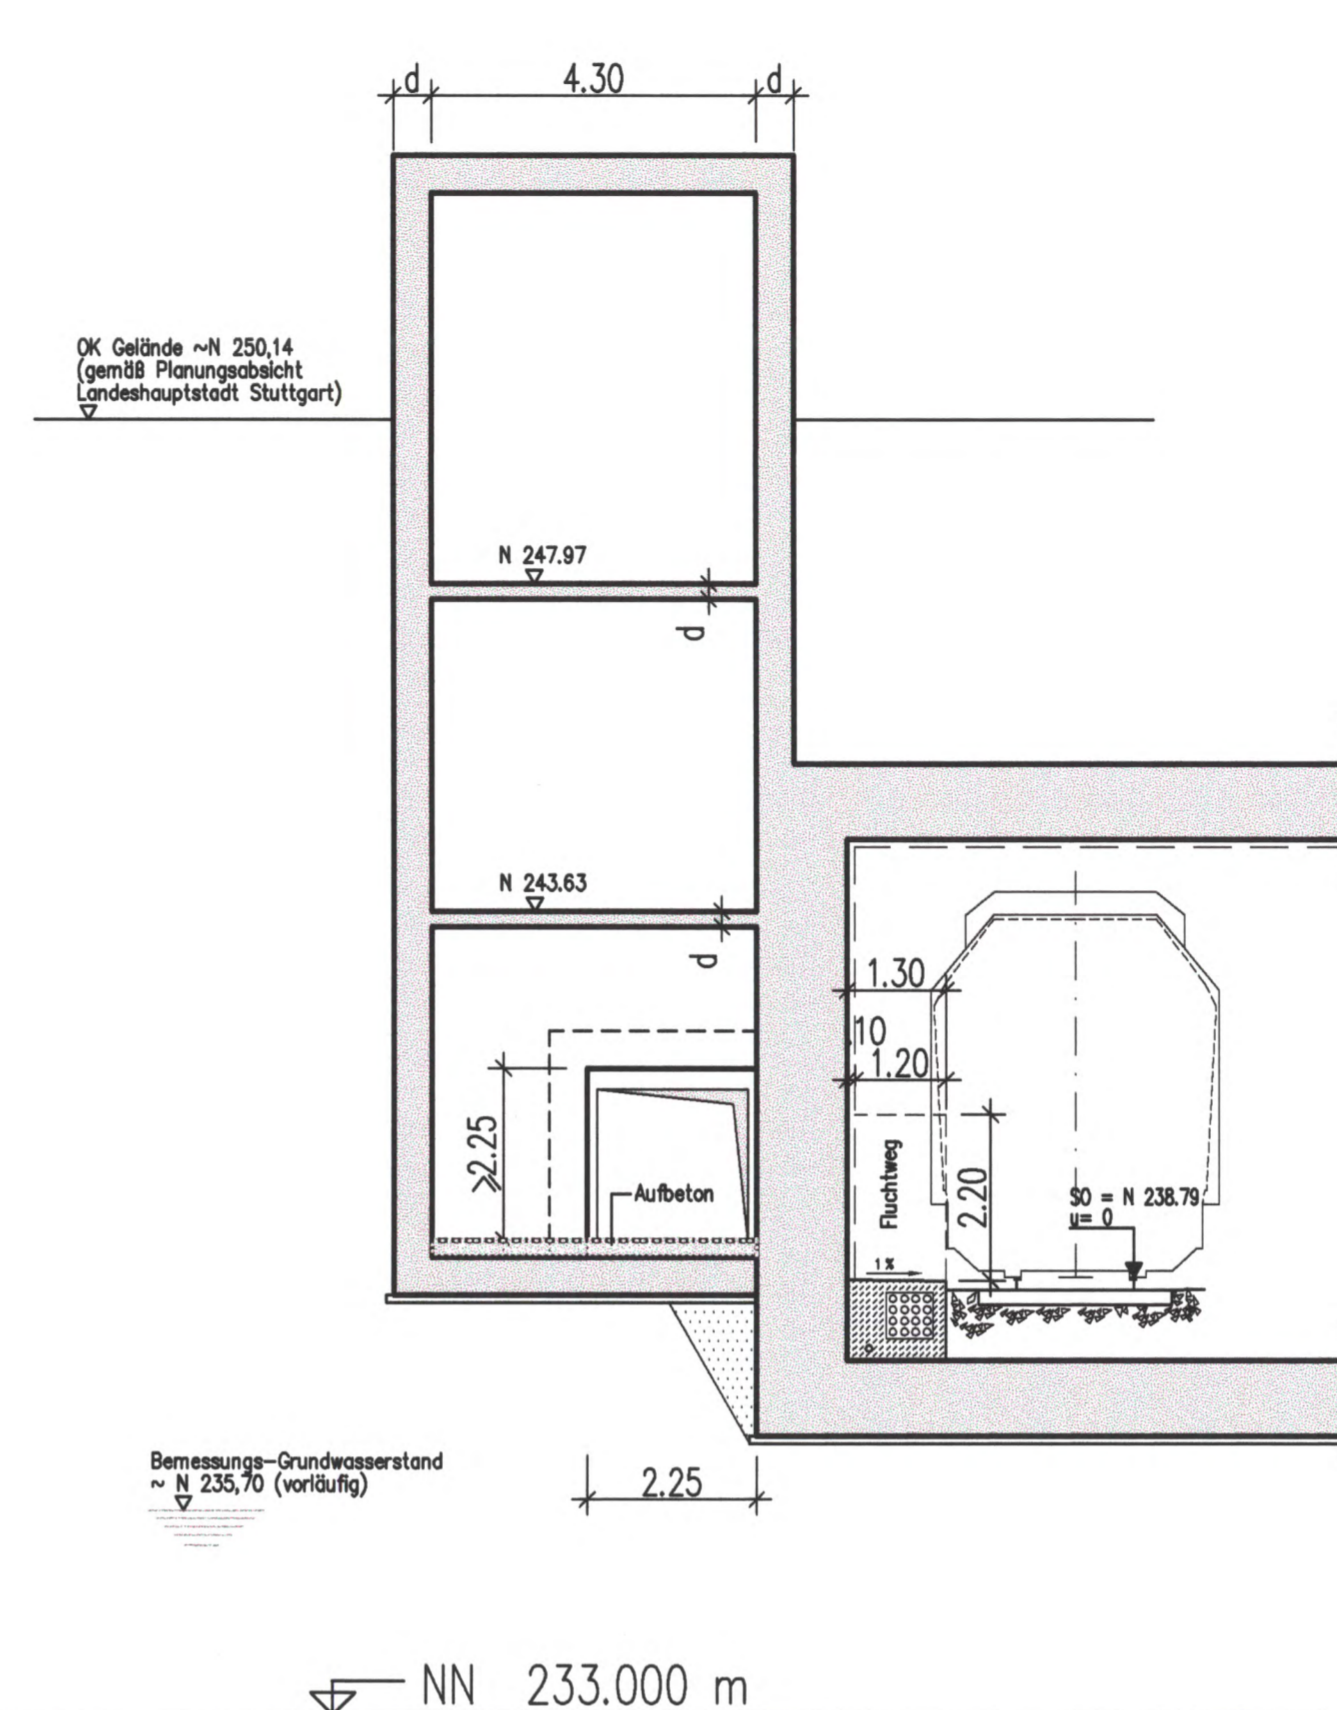 d 4.30 d
OK Gelände ~N 250,14
(gemäß Planungsabsicht
Landeshauptstadt Stuttgart)
N 247.97
d
N 243.63
d
1.30
.10
1.20
≥2.25
Aufbeton
Fluchtweg
2.20
SO = N 238.79
u= 0
1 %
Bemessungs-Grundwasserstand
~ N 235,70 (vorläufig)
2.25
NN 233.000 m